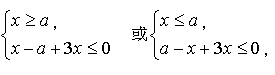 {x≥a, 或 {x≤a,
{x-a+3x≤0 {a-x+3x≤0,